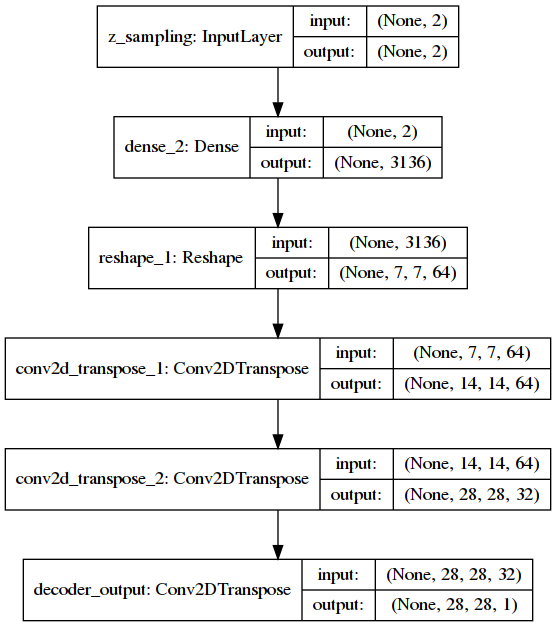 z_sampling: InputLayer
input: (None, 2)
output: (None, 2)
dense_2: Dense
input: (None, 2)
output: (None, 3136)
reshape_1: Reshape
input: (None, 3136)
output: (None, 7, 7, 64)
conv2d_transpose_1: Conv2DTranspose
input: (None, 7, 7, 64)
output: (None, 14, 14, 64)
conv2d_transpose_2: Conv2DTranspose
input: (None, 14, 14, 64)
output: (None, 28, 28, 32)
decoder_output: Conv2DTranspose
input: (None, 28, 28, 32)
output: (None, 28, 28, 1)